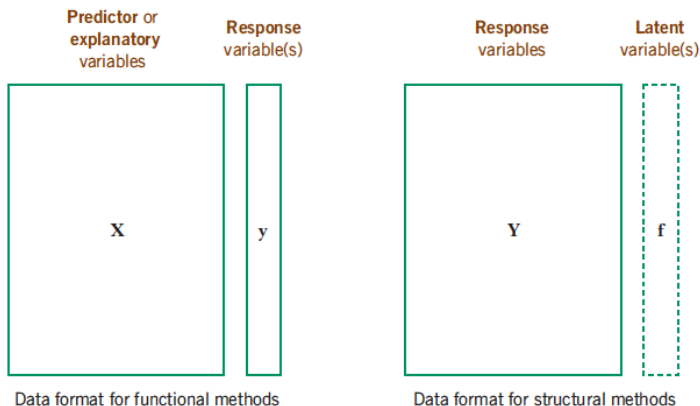 Predictor or
explanatory
variables
Response
variable(s)
Response
variables
Latent
variable(s)
X
y
Y
f
Data format for functional methods
Data format for structural methods